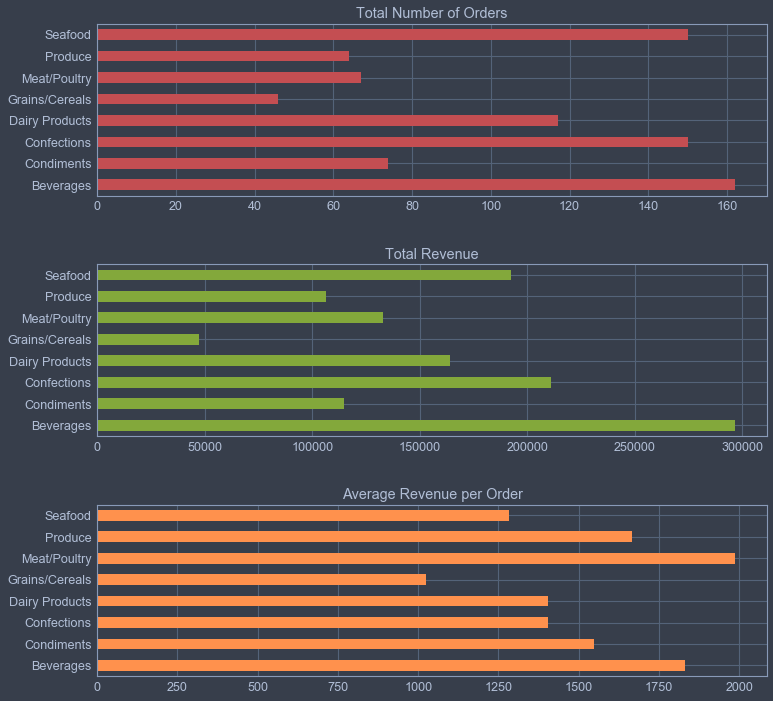 Total Number of Orders
Seafood
Produce
Meat/Poultry
Grains/Cereals
Dairy Products
Confections
Condiments
Beverages
0 20 40 60 80 100 120 140 160
Total Revenue
Seafood
Produce
Meat/Poultry
Grains/Cereals
Dairy Products
Confections
Condiments
Beverages
0 50000 100000 150000 200000 250000 300000
Average Revenue per Order
Seafood
Produce
Meat/Poultry
Grains/Cereals
Dairy Products
Confections
Condiments
Beverages
0 250 500 750 1000 1250 1500 1750 2000